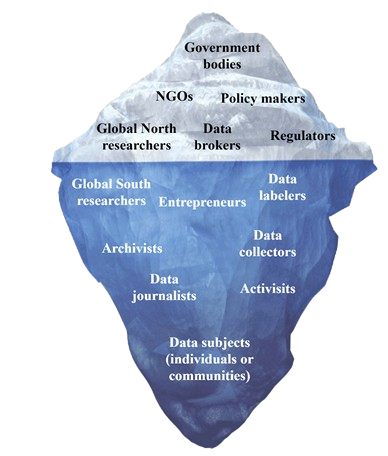 Government
bodies
NGOs
Policy makers
Global North
researchers
Data
brokers
Regulators
Global South
researchers
Entrepreneurs
Data
labelers
Archivists
Data
collectors
Data
journalists
Activisits
Data subjects
(individuals or
communities)